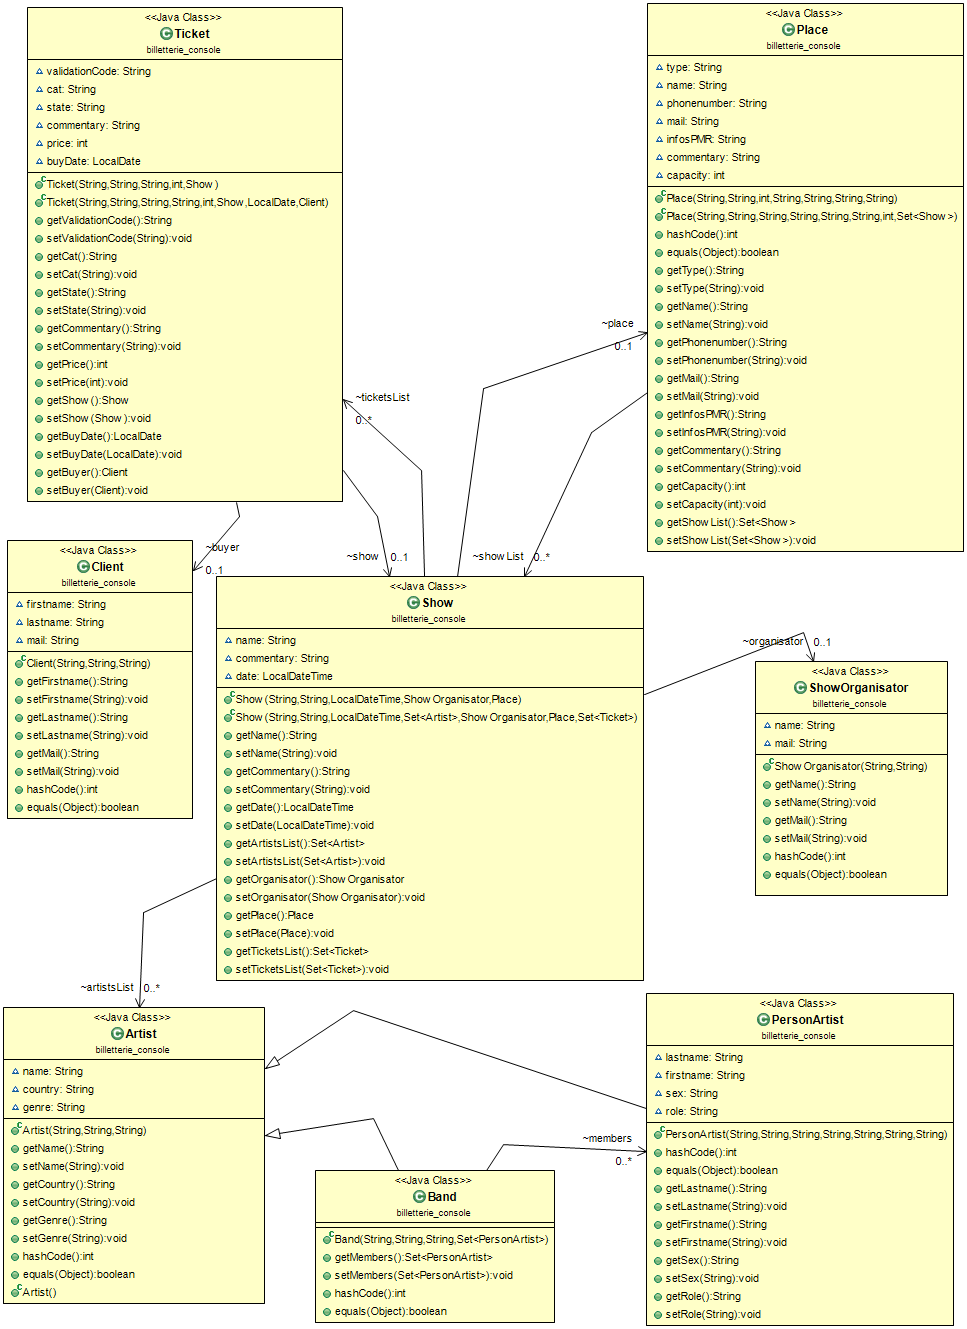 <<Java Class>>
Ticket
billetterie_console
validationCode: String
cat: String
state: String
commentary: String
price: int
buyDate: LocalDate
Ticket(String,String,String,int,Show)
Ticket(String,String,String,String,int,Show,LocalDate,Client)
getValidationCode():String
setValidationCode(String):void
getCat():String
setCat(String):void
getState():String
setState(String):void
getCommentary():String
setCommentary(String):void
getPrice():int
setPrice(int):void
getShow():Show
setShow(Show):void
getBuyDate():LocalDate
setBuyDate(LocalDate):void
getBuyer():Client
setBuyer(Client):void
<<Java Class>>
Place
billetterie_console
type: String
name: String
phonenumber: String
mail: String
infosPMR: String
commentary: String
capacity: int
Place(String,String,int,String,String,String,String)
Place(String,String,String,String,String,String,int,Set<Show>)
hashCode():int
equals(Object):boolean
getType():String
setType(String):void
getName():String
setName(String):void
getPhonenumber():String
setPhonenumber(String):void
getMail():String
setMail(String):void
getInfosPMR():String
setInfosPMR(String):void
getCommentary():String
setCommentary(String):void
getCapacity():int
setCapacity(int):void
getShowList():Set<Show>
setShowList(Set<Show>):void
~place
0..1
~ticketsList
0..*
~buyer
0..1
~show
0..1
~showList
0..*
<<Java Class>>
Client
billetterie_console
firstname: String
lastname: String
mail: String
Client(String,String,String)
getFirstname():String
setFirstname(String):void
getLastname():String
setLastname(String):void
getMail():String
setMail(String):void
hashCode():int
equals(Object):boolean
<<Java Class>>
Show
billetterie_console
name: String
commentary: String
date: LocalDateTime
Show(String,String,LocalDateTime,ShowOrganisator,Place)
Show(String,String,LocalDateTime,Set<Artist>,ShowOrganisator,Place,Set<Ticket>)
getName():String
setName(String):void
getCommentary():String
setCommentary(String):void
getDate():LocalDateTime
setDate(LocalDateTime):void
getArtistsList():Set<Artist>
setArtistsList(Set<Artist>):void
getOrganisator():ShowOrganisator
setOrganisator(ShowOrganisator):void
getPlace():Place
setPlace(Place):void
getTicketsList():Set<Ticket>
setTicketsList(Set<Ticket>):void
~organisator
0..1
<<Java Class>>
ShowOrganisator
billetterie_console
name: String
mail: String
ShowOrganisator(String,String)
getName():String
setName(String):void
getMail():String
setMail(String):void
hashCode():int
equals(Object):boolean
~artistsList
0..*
<<Java Class>>
Artist
billetterie_console
name: String
country: String
genre: String
Artist(String,String,String)
getName():String
setName(String):void
getCountry():String
setCountry(String):void
getGenre():String
setGenre(String):void
hashCode():int
equals(Object):boolean
Artist()
<<Java Class>>
PersonArtist
billetterie_console
lastname: String
firstname: String
sex: String
role: String
PersonArtist(String,String,String,String,String,String,String)
hashCode():int
equals(Object):boolean
getLastname():String
setLastname(String):void
getFirstname():String
setFirstname(String):void
getSex():String
setSex(String):void
getRole():String
setRole(String):void
~members
0..*
<<Java Class>>
Band
billetterie_console
Band(String,String,String,Set<PersonArtist>)
getMembers():Set<PersonArtist>
setMembers(Set<PersonArtist>):void
hashCode():int
equals(Object):boolean